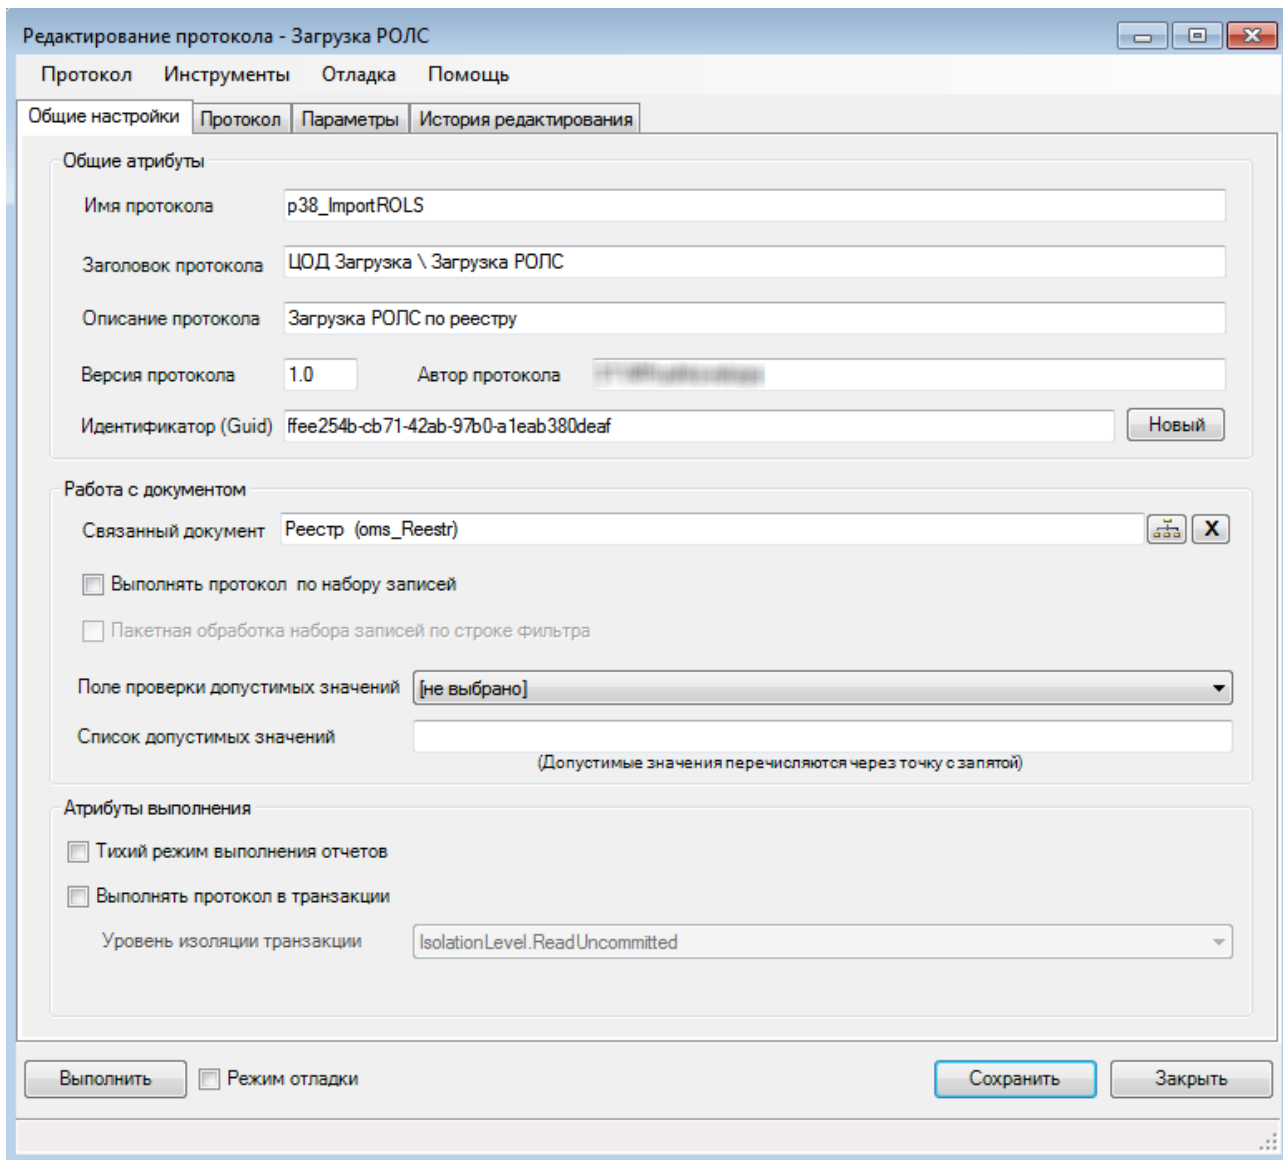 Редактирование протокола - Загрузка РОЛС
Протокол Инструменты Отладка Помощь
Общие настройки Протокол Параметры История редактирования
Общие атрибуты
Имя протокола p38_ImportROLS
Заголовок протокола ЦОД Загрузка \ Загрузка РОЛС
Описание протокола Загрузка РОЛС по реестру
Версия протокола 1.0 Автор протокола
Идентификатор (Guid) ffee254b-cb71-42ab-97b0-a1eab380deaf Новый
Работа с документом
Связанный документ Реестр (oms_Reestr) X
Выполнять протокол по набору записей
Пакетная обработка набора записей по строке фильтра
Поле проверки допустимых значений [не выбрано]
Список допустимых значений
(Допустимые значения перечисляются через точку с запятой)
Атрибуты выполнения
Тихий режим выполнения отчетов
Выполнять протокол в транзакции
Уровень изоляции транзакции IsolationLevel.ReadUncommitted
Выполнить Режим отладки Сохранить Закрыть